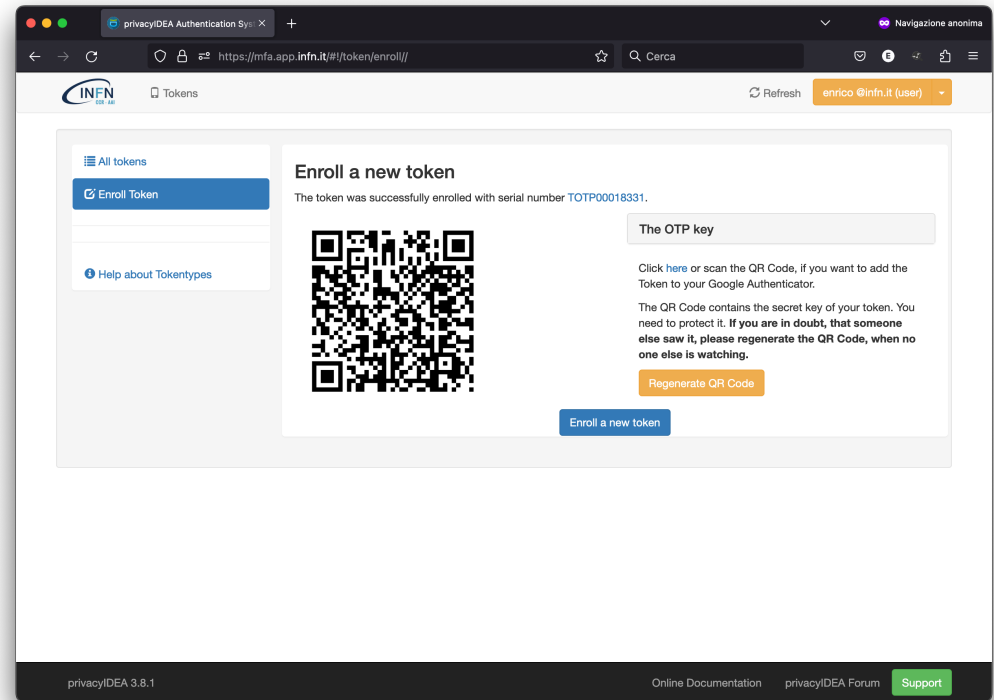 privacyIDEA Authentication Sys
Navigazione anonima
https://mfa.app.infn.it/#!/token/enroll//
Cerca
E
INFN
CCR - AAI
Tokens
Refresh
enrico @infn.it (user)
All tokens
Enroll Token
Help about Tokentypes
Enroll a new token
The token was successfully enrolled with serial number TOTP00018331.
The OTP key
Click here or scan the QR Code, if you want to add the
Token to your Google Authenticator.
The QR Code contains the secret key of your token. You
need to protect it. If you are in doubt, that someone
else saw it, please regenerate the QR Code, when no
one else is watching.
Regenerate QR Code
Enroll a new token
privacyIDEA 3.8.1
Online Documentation
privacyIDEA Forum
Support